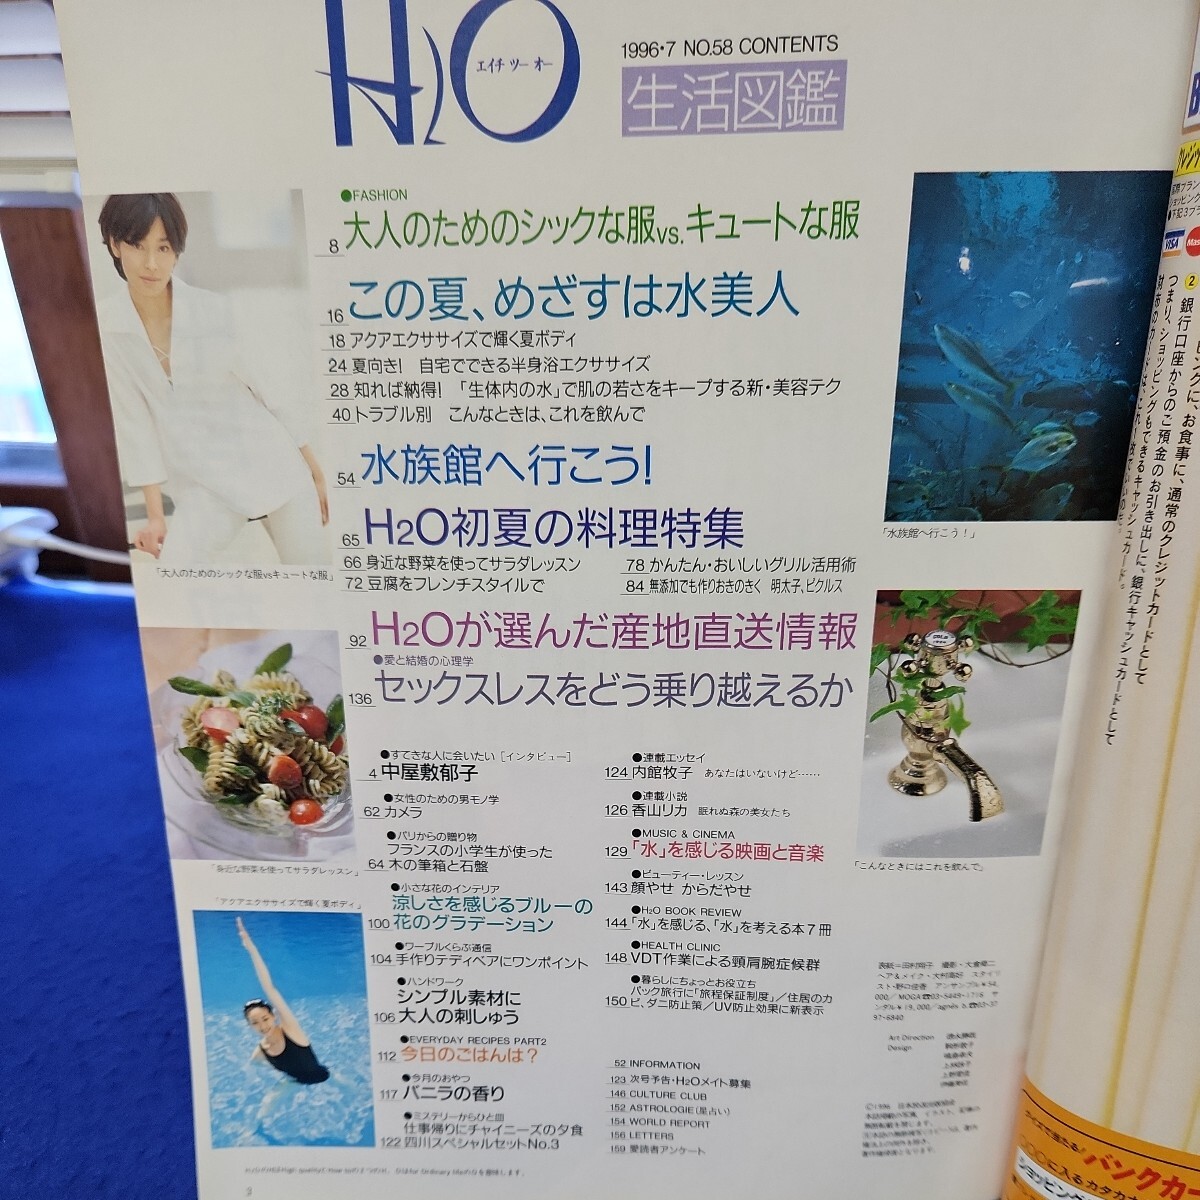 H2O
エイチ ツー オー
1996・7 NO.58 CONTENTS
生活図鑑
●FASHION
8 大人のためのシックな服vs.キュートな服
16 この夏、めざすは水美人
18 アクアエクササイズで輝く夏ボディ
24 夏向き! 自宅でできる半身浴エクササイズ
28 知れば納得! 「生体内の水」で肌の若さをキープする新・美容テク
40 トラブル別 こんなときは、これを飲んで
54 水族館へ行こう!
65 H2O初夏の料理特集
66 身近な野菜を使ってサラダレッスン
72 豆腐をフレンチスタイルで
78 かんたん・おいしいグリル活用術
84 無添加でも作りおきのきく 明太子、ピクルス
92 H2Oが選んだ産地直送情報
●愛と結婚の心理学
136 セックスレスをどう乗り越えるか
「大人のためのシックな服vsキュートな服」
「身近な野菜を使ってサラダレッスン」
「アクアエクササイズで輝く夏ボディ」
「水族館へ行こう!」
「こんなときにはこれを飲んで」
●すてきな人に会いたい[インタビュー]
4 中屋敷郁子
●女性のための男モノ学
62 カメラ
●パリからの贈り物
フランスの小学生が使った
64 木の筆箱と石盤
●小さな花のインテリア
涼しさを感じるブルーの
100 花のグラデーション
●ワーブルくらぶ通信
104 手作りテディベアにワンポイント
●ハンドワーク
シンプル素材に
106 大人の刺しゅう
●EVERYDAY RECIPES PART2
112 今日のごはんは?
●今月のおやつ
117 バニラの香り
●ミステリーからひと皿
仕事帰りにチャイニーズの夕食
122 四川スペシャルセットNo.3
●連載エッセイ
124 内館牧子 あなたはいないけど……
●連載小説
126 香山リカ 眠れぬ森の美女たち
●MUSIC & CINEMA
129 「水」を感じる映画と音楽
●ビューティー・レッスン
143 顔やせ からだやせ
●H2O BOOK REVIEW
144 「水」を感じる、「水」を考える本7冊
●HEALTH CLINIC
148 VDT作業による頸肩腕症候群
●暮らしにちょっとお役立ち
パック旅行に「旅程保証制度」/住居のカ
150 ビ、ダニ防止策/UV防止効果に新表示
52 INFORMATION
123 次号予告・H2Oメイト募集
146 CULTURE CLUB
152 ASTROLOGIE(星占い)
154 WORLD REPORT
156 LETTERS
159 愛読者アンケート
Art Direction
Design
②
銀行口座からのご預金のお引き出しに、銀行キャッシュカードとして
お食事に、通常のクレジットカードとして
VISA
バンクカ